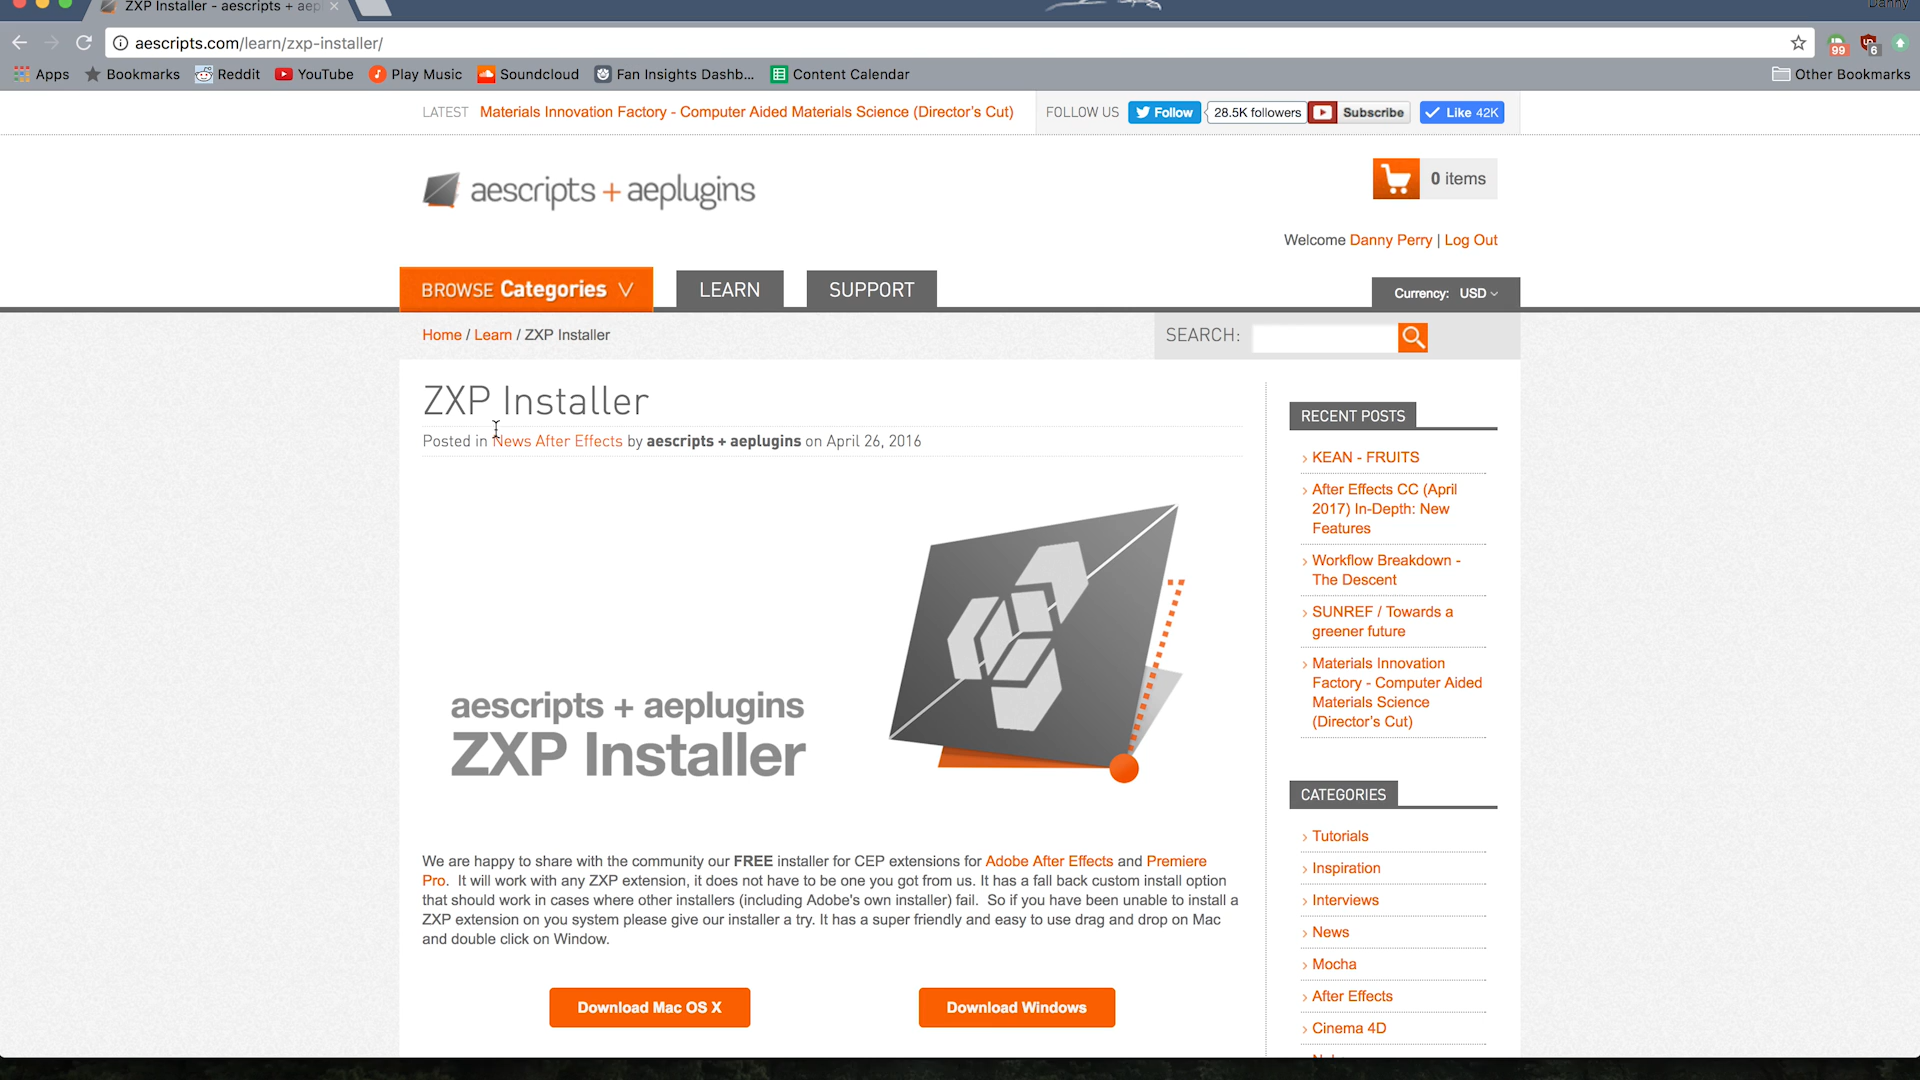 ZXP Installer - aescripts + aep
Danny
aescripts.com/learn/zxp-installer/
99
6
Apps
Bookmarks
Reddit
YouTube
Play Music
Soundcloud
Fan Insights Dashb...
Content Calendar
Other Bookmarks
LATEST Materials Innovation Factory - Computer Aided Materials Science (Director's Cut)
FOLLOW US
Follow
28.5K followers
Subscribe
Like 42K
aescripts + aeplugins
0 items
Welcome Danny Perry | Log Out
BROWSE Categories
LEARN
SUPPORT
Currency: USD
Home / Learn / ZXP Installer
SEARCH:
ZXP Installer
Posted in News After Effects by aescripts + aeplugins on April 26, 2016
aescripts + aeplugins
ZXP Installer
We are happy to share with the community our FREE installer for CEP extensions for Adobe After Effects and Premiere
Pro. It will work with any ZXP extension, it does not have to be one you got from us. It has a fall back custom install option
that should work in cases where other installers (including Adobe's own installer) fail. So if you have been unable to install a
ZXP extension on you system please give our installer a try. It has a super friendly and easy to use drag and drop on Mac
and double click on Window.
Download Mac OS X
Download Windows
RECENT POSTS
KEAN - FRUITS
After Effects CC (April
2017) In-Depth: New
Features
Workflow Breakdown -
The Descent
SUNREF / Towards a
greener future
Materials Innovation
Factory - Computer Aided
Materials Science
(Director's Cut)
CATEGORIES
Tutorials
Inspiration
Interviews
News
Mocha
After Effects
Cinema 4D